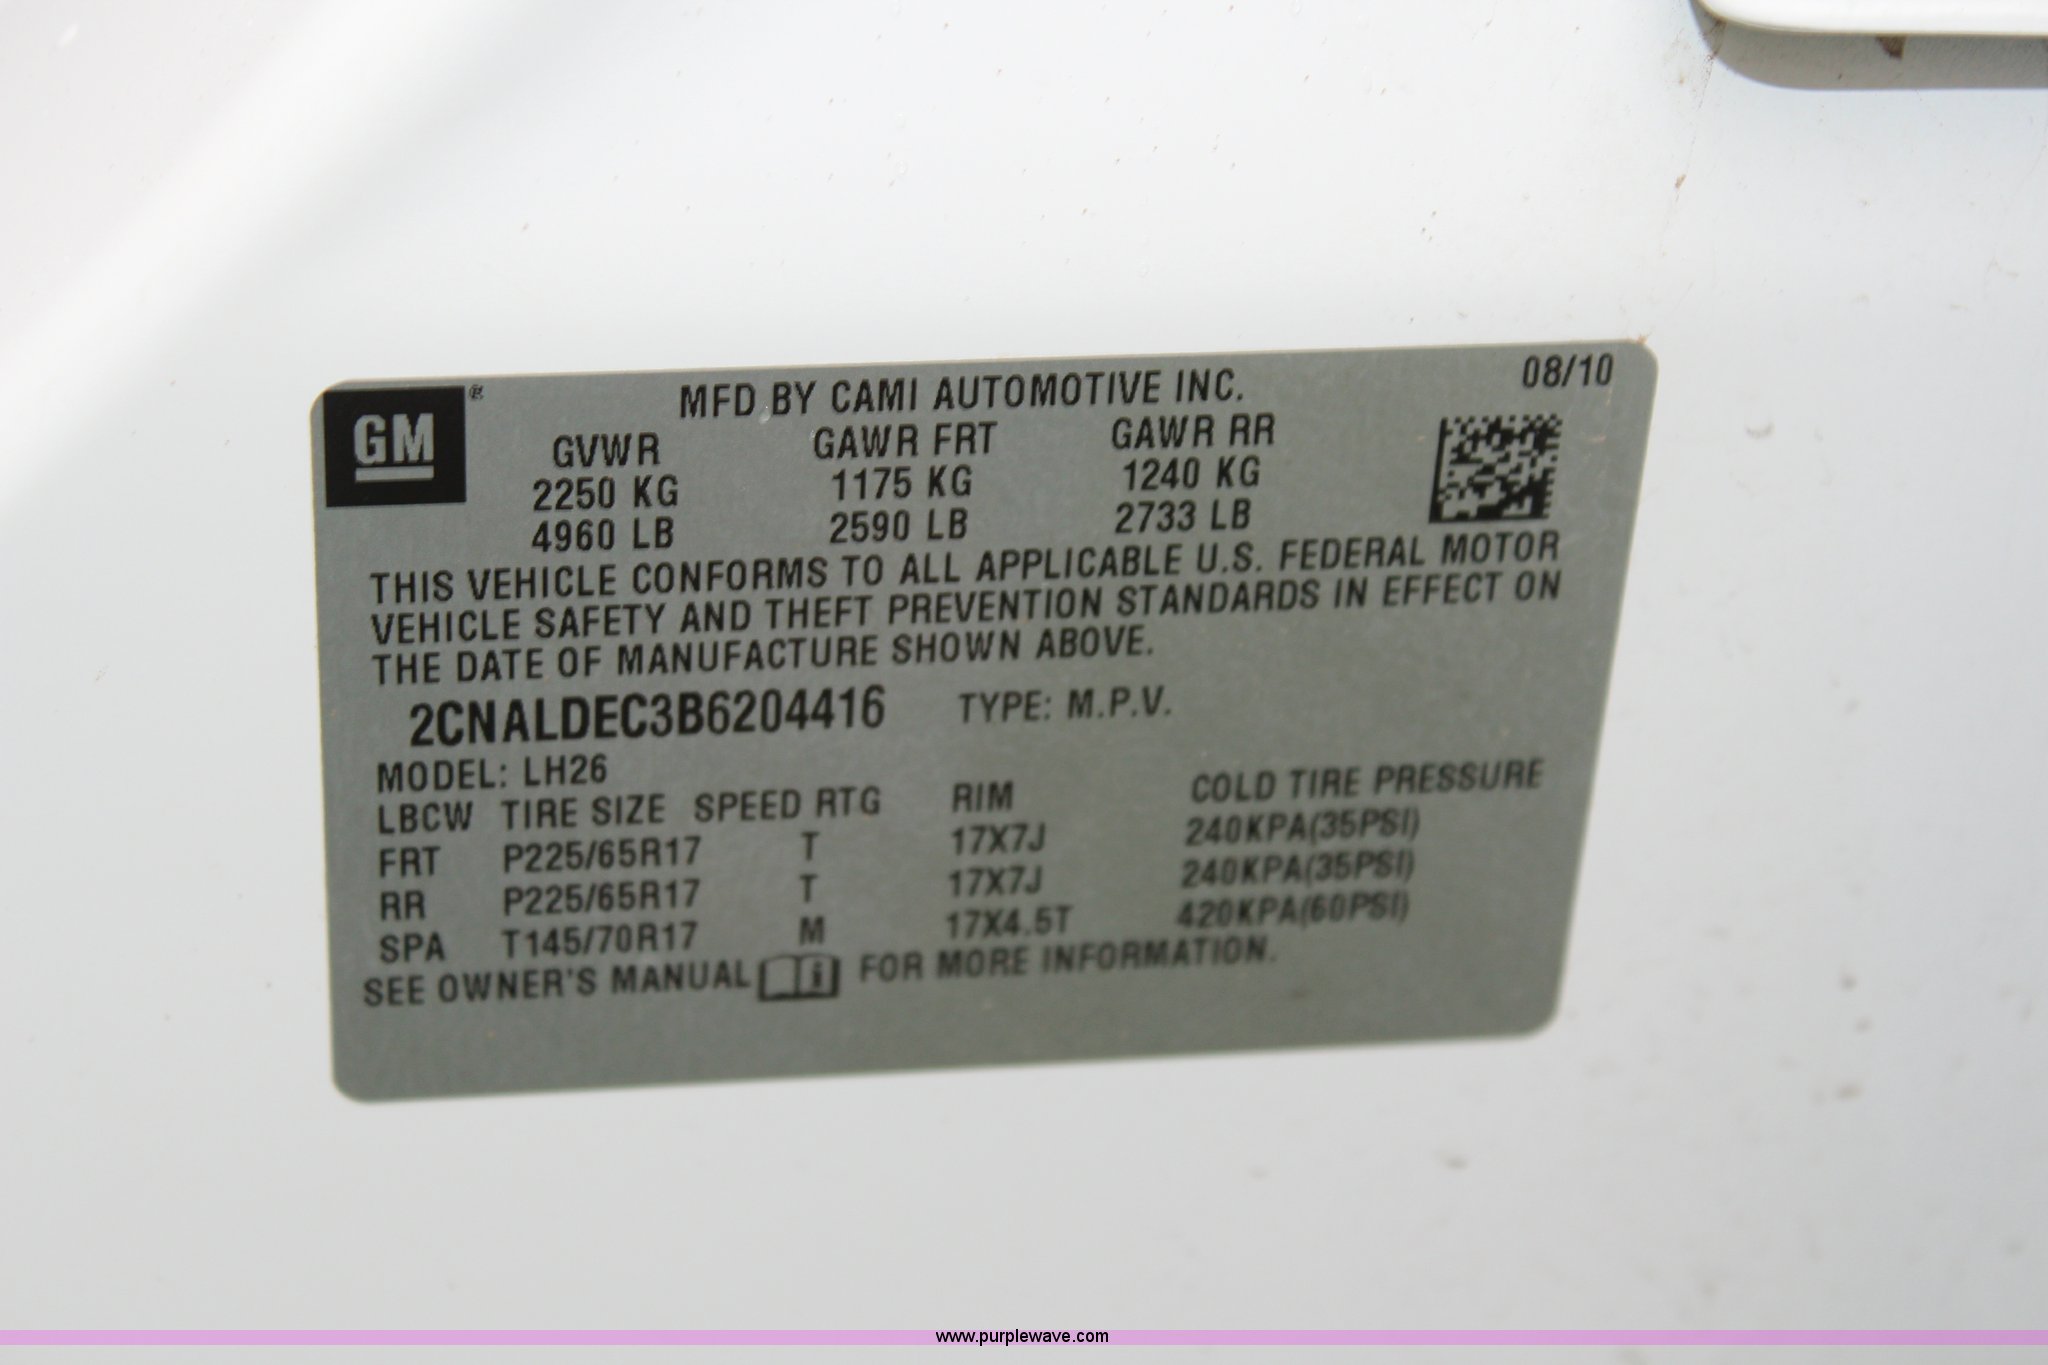 08/10
GM ®
MFD BY CAMI AUTOMOTIVE INC.
GVWR GAWR FRT GAWR RR
2250 KG 1175 KG 1240 KG
4960 LB 2590 LB 2733 LB
THIS VEHICLE CONFORMS TO ALL APPLICABLE U.S. FEDERAL MOTOR
VEHICLE SAFETY AND THEFT PREVENTION STANDARDS IN EFFECT ON
THE DATE OF MANUFACTURE SHOWN ABOVE.
2CNALDEC3B6204416 TYPE: M.P.V.
MODEL: LH26
LBCW TIRE SIZE SPEED RTG RIM COLD TIRE PRESSURE
FRT P225/65R17 T 17X7J 240KPA(35PSI)
RR P225/65R17 T 17X7J 240KPA(35PSI)
SPA T145/70R17 M 17X4.5T 420KPA(60PSI)
SEE OWNER'S MANUAL FOR MORE INFORMATION.
www.purplewave.com